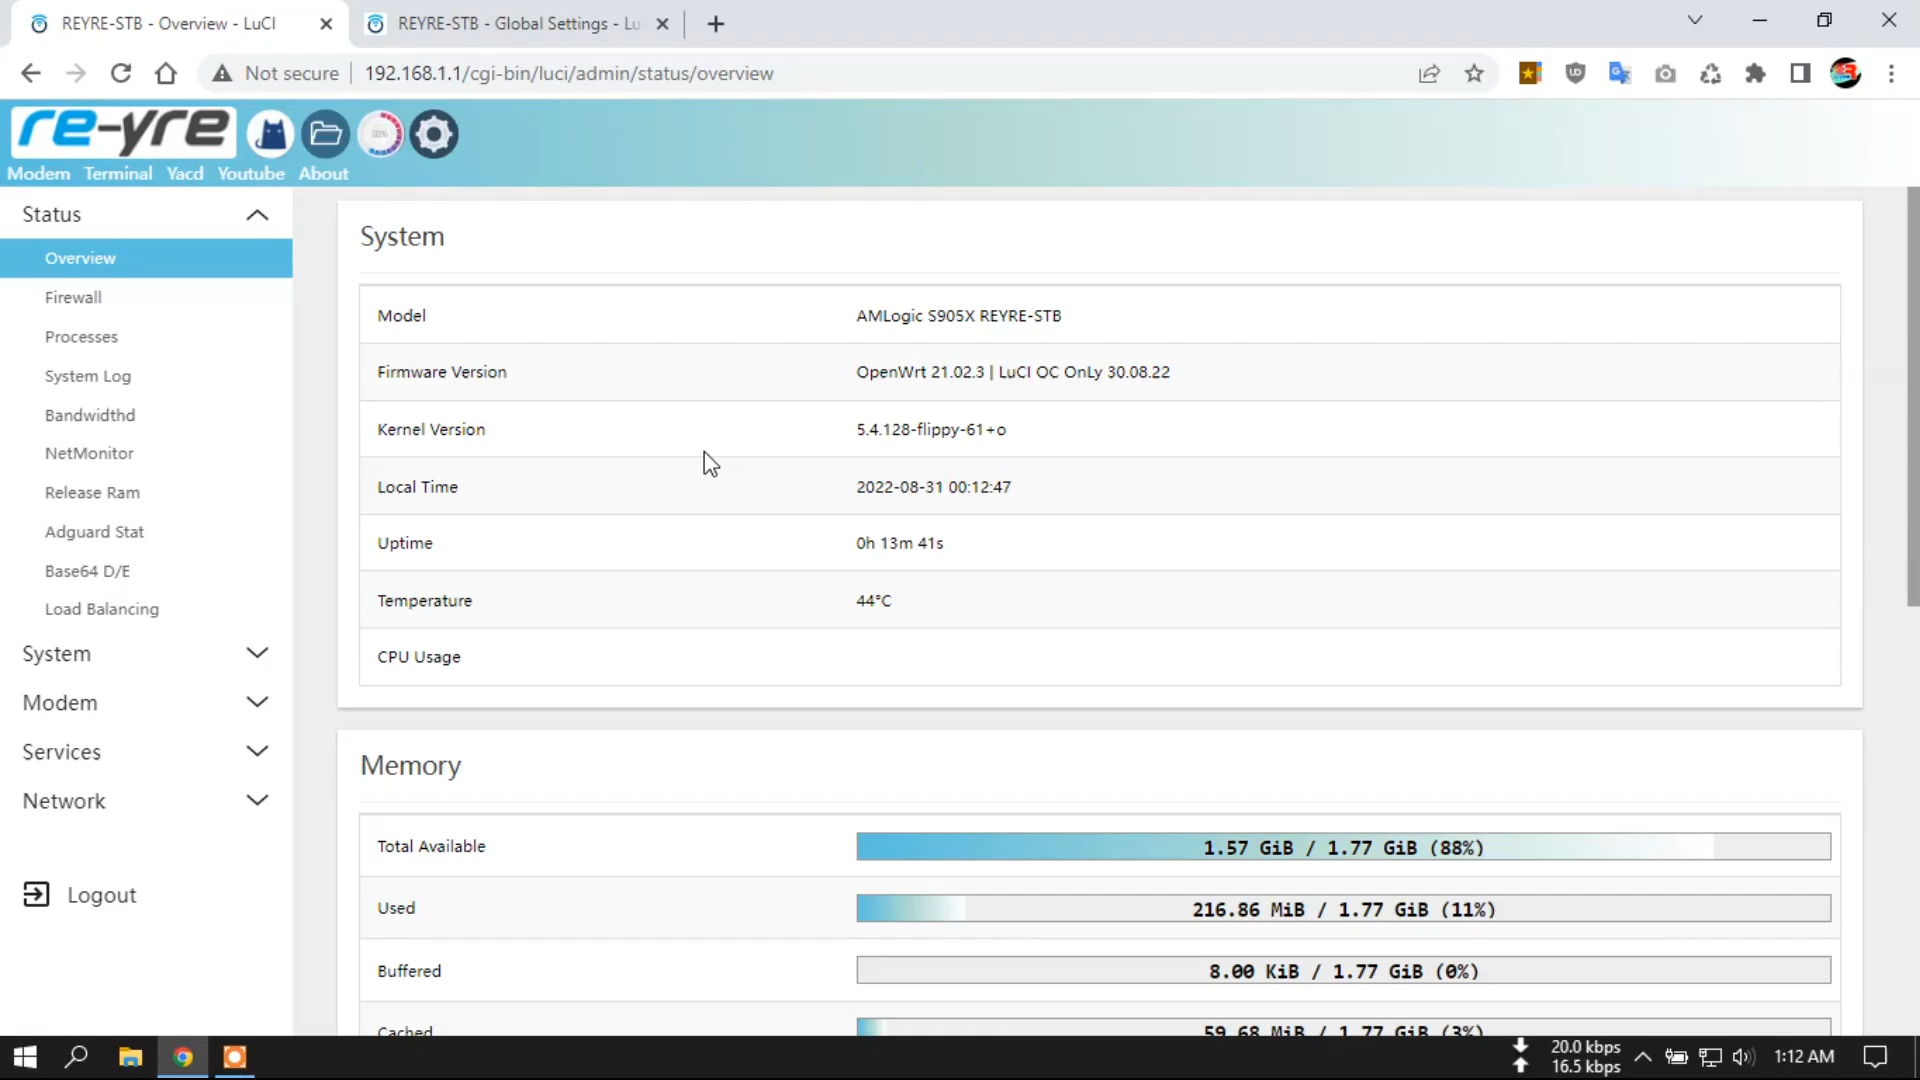 REYRE-STB - Overview - LuCI
REYRE-STB - Global Settings - Lu
Not secure
192.168.1.1/cgi-bin/luci/admin/status/overview
re-yre
Modem Terminal Yacd Youtube About
Status
Overview
Firewall
Processes
System Log
Bandwidthd
NetMonitor
Release Ram
Adguard Stat
Base64 D/E
Load Balancing
System
Modem
Services
Network
Logout
System
Model AMLogic S905X REYRE-STB
Firmware Version OpenWrt 21.02.3 | LuCI OC OnLy 30.08.22
Kernel Version 5.4.128-flippy-61+o
Local Time 2022-08-31 00:12:47
Uptime 0h 13m 41s
Temperature 44°C
CPU Usage
Memory
Total Available 1.57 GiB / 1.77 GiB (88%)
Used 216.86 MiB / 1.77 GiB (11%)
Buffered 8.00 KiB / 1.77 GiB (0%)
Cached 59.68 MiB / 1.77 GiB (3%)
20.0 kbps
16.5 kbps
1:12 AM